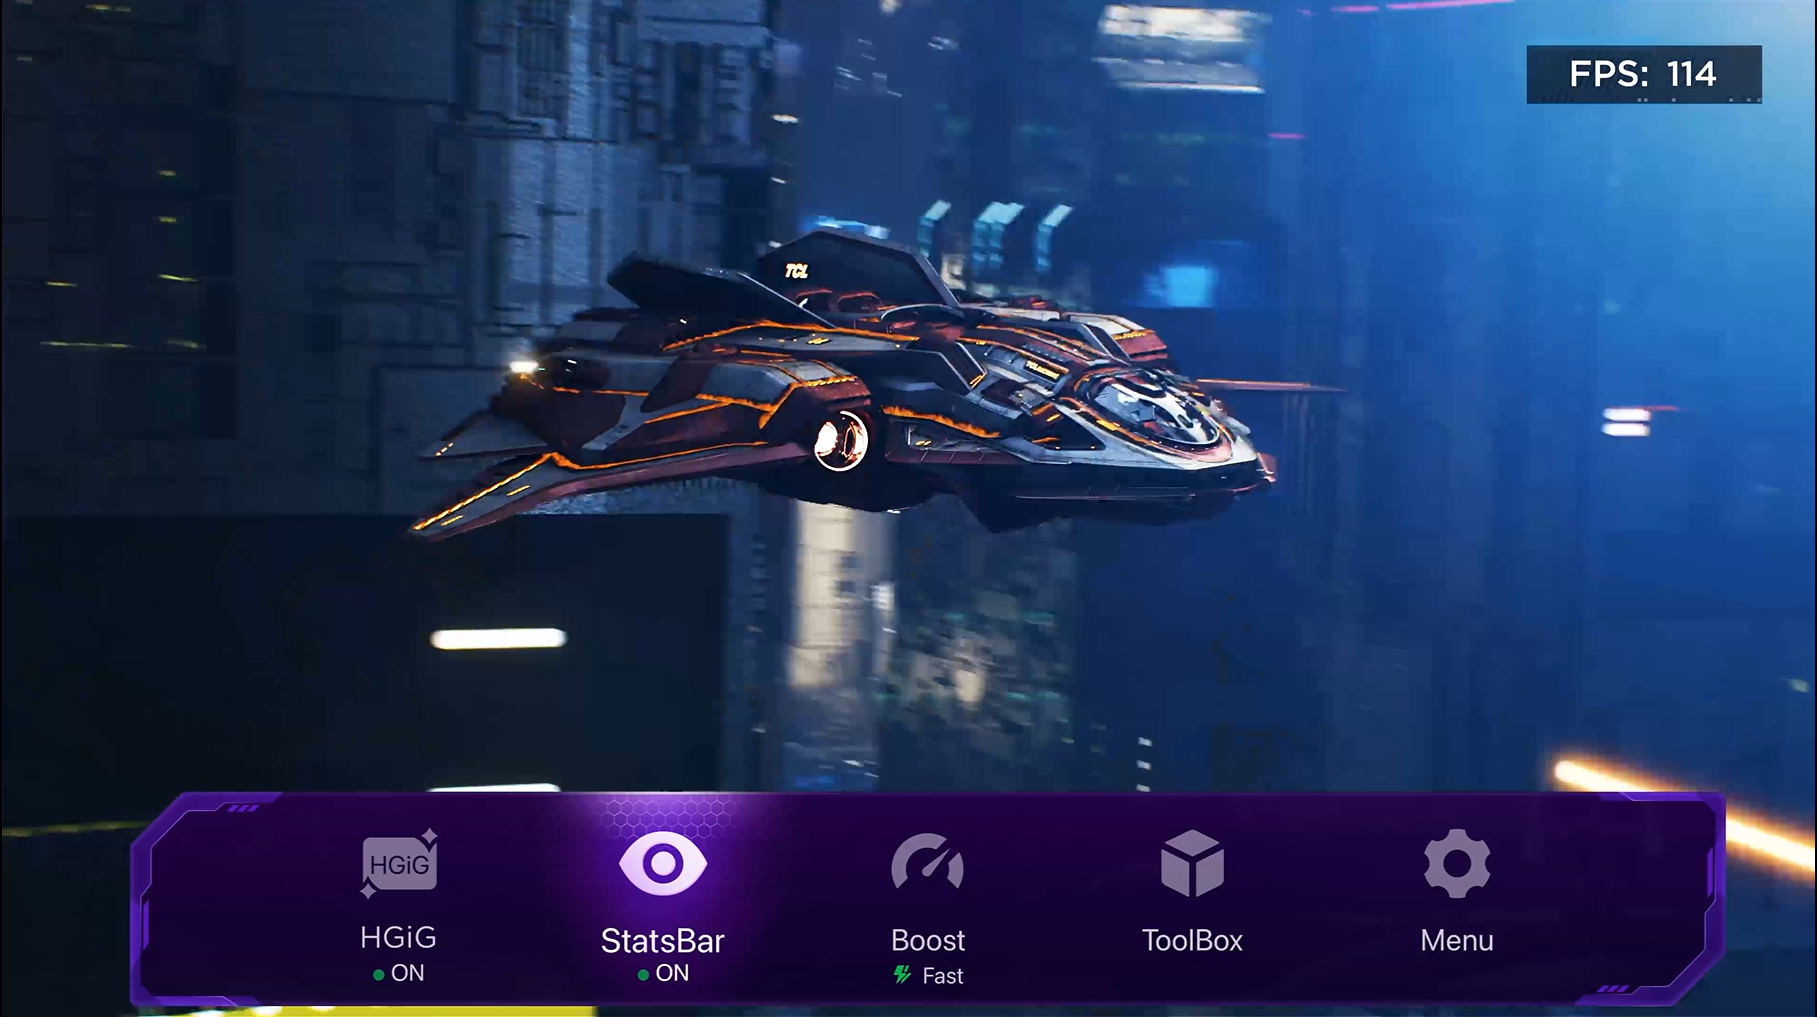 FPS: 114
TCL
HGiG
HGiG
ON
StatsBar
ON
Boost
Fast
ToolBox
Menu